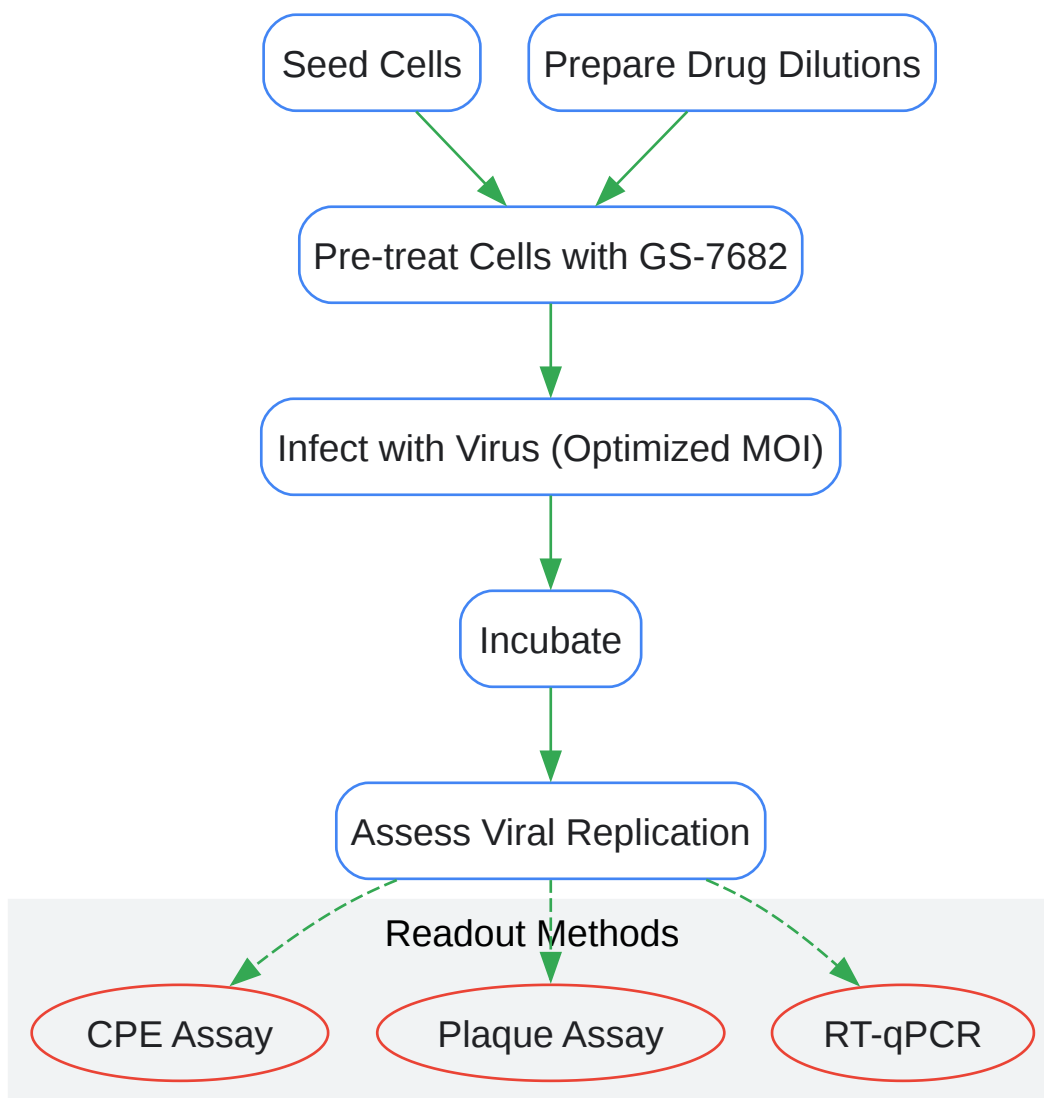 Seed Cells
Prepare Drug Dilutions
Pre-treat Cells with GS-7682
Infect with Virus (Optimized MOI)
Incubate
Assess Viral Replication
Readout Methods
CPE Assay
Plaque Assay
RT-qPCR